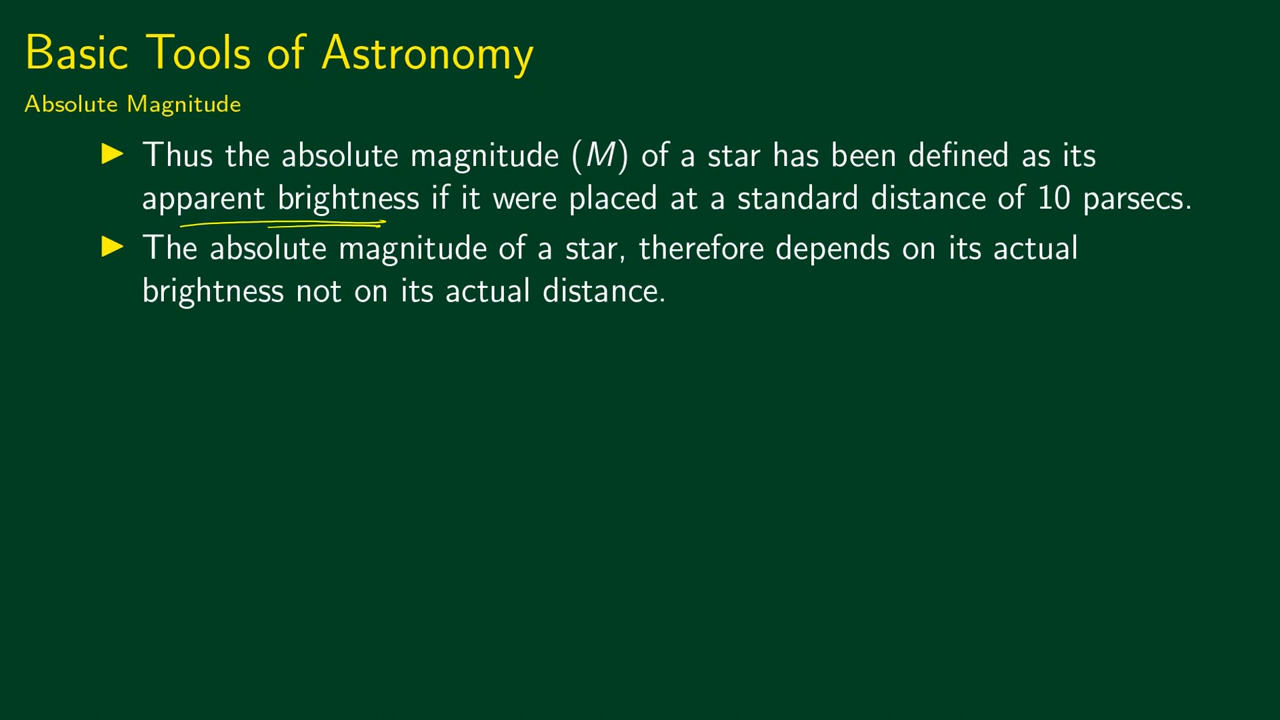 Basic Tools of Astronomy
Absolute Magnitude
▶ Thus the absolute magnitude (M) of a star has been defined as its
apparent brightness if it were placed at a standard distance of 10 parsecs.
▶ The absolute magnitude of a star, therefore depends on its actual
brightness not on its actual distance.